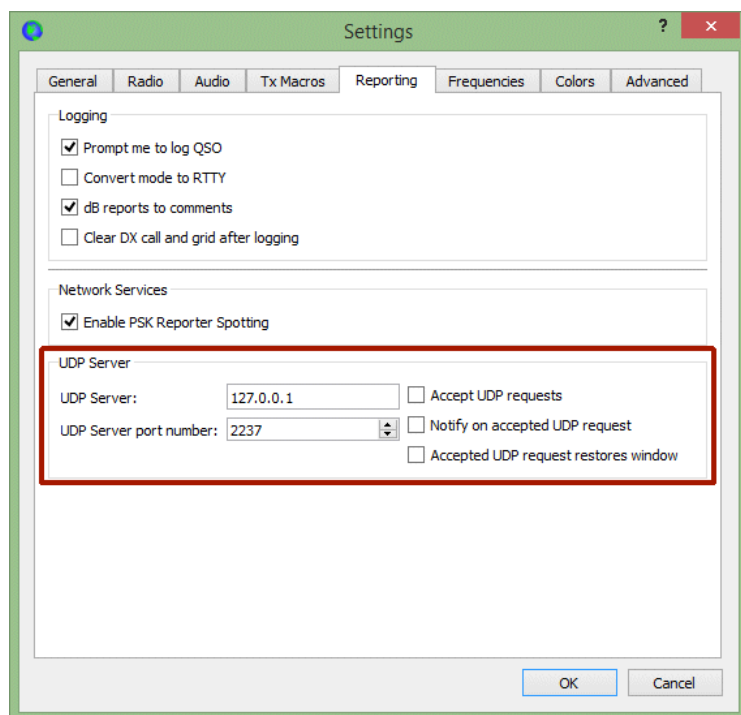 Settings
?
×
General Radio Audio Tx Macros Reporting Frequencies Colors Advanced
Logging
Prompt me to log QSO
Convert mode to RTTY
dB reports to comments
Clear DX call and grid after logging
Network Services
Enable PSK Reporter Spotting
UDP Server
UDP Server: 127.0.0.1 Accept UDP requests
UDP Server port number: 2237 Notify on accepted UDP request
Accepted UDP request restores window
OK Cancel